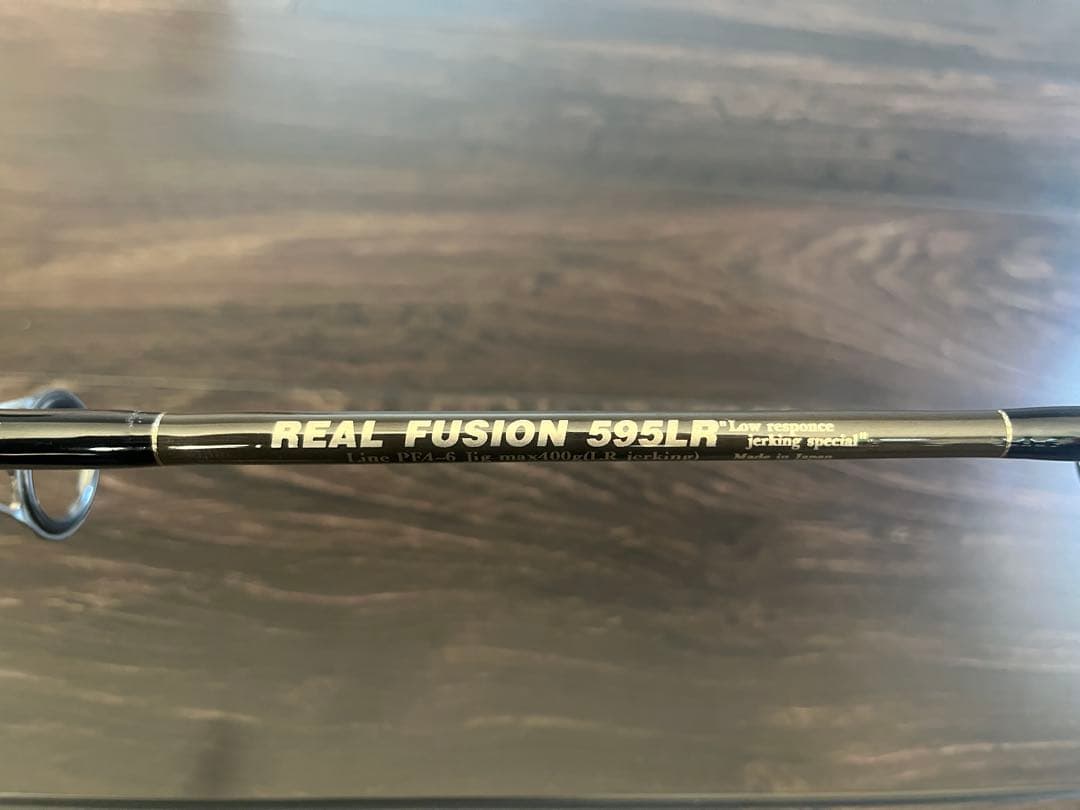 REAL FUSION 595LR "Low responce
jerking special"
Line PE4-6 Jig max400g(LR jerking) Made in Japan